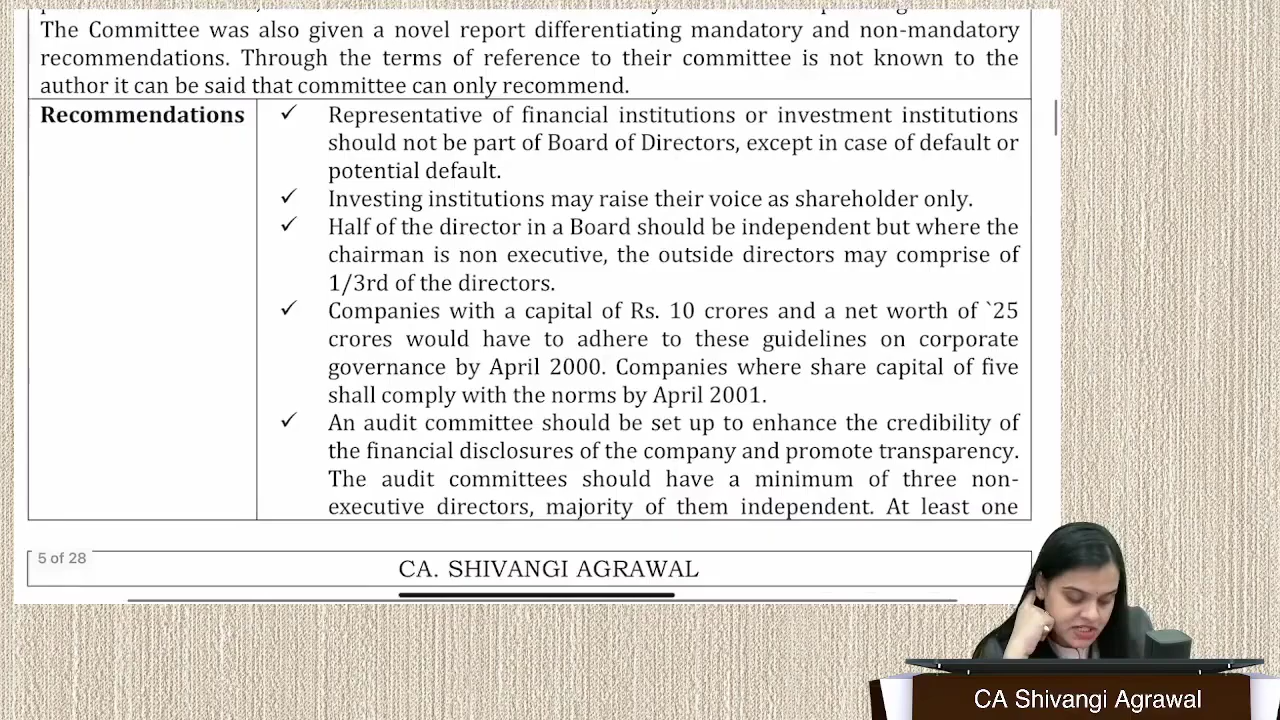 The Committee was also given a novel report differentiating mandatory and non-mandatory
recommendations. Through the terms of reference to their committee is not known to the
author it can be said that committee can only recommend.
Recommendations
✓ Representative of financial institutions or investment institutions
should not be part of Board of Directors, except in case of default or
potential default.
✓ Investing institutions may raise their voice as shareholder only.
✓ Half of the director in a Board should be independent but where the
chairman is non executive, the outside directors may comprise of
1/3rd of the directors.
✓ Companies with a capital of Rs. 10 crores and a net worth of `25
crores would have to adhere to these guidelines on corporate
governance by April 2000. Companies where share capital of five
shall comply with the norms by April 2001.
✓ An audit committee should be set up to enhance the credibility of
the financial disclosures of the company and promote transparency.
The audit committees should have a minimum of three non-
executive directors, majority of them independent. At least one
5 of 28
CA. SHIVANGI AGRAWAL
CA Shivangi Agrawal